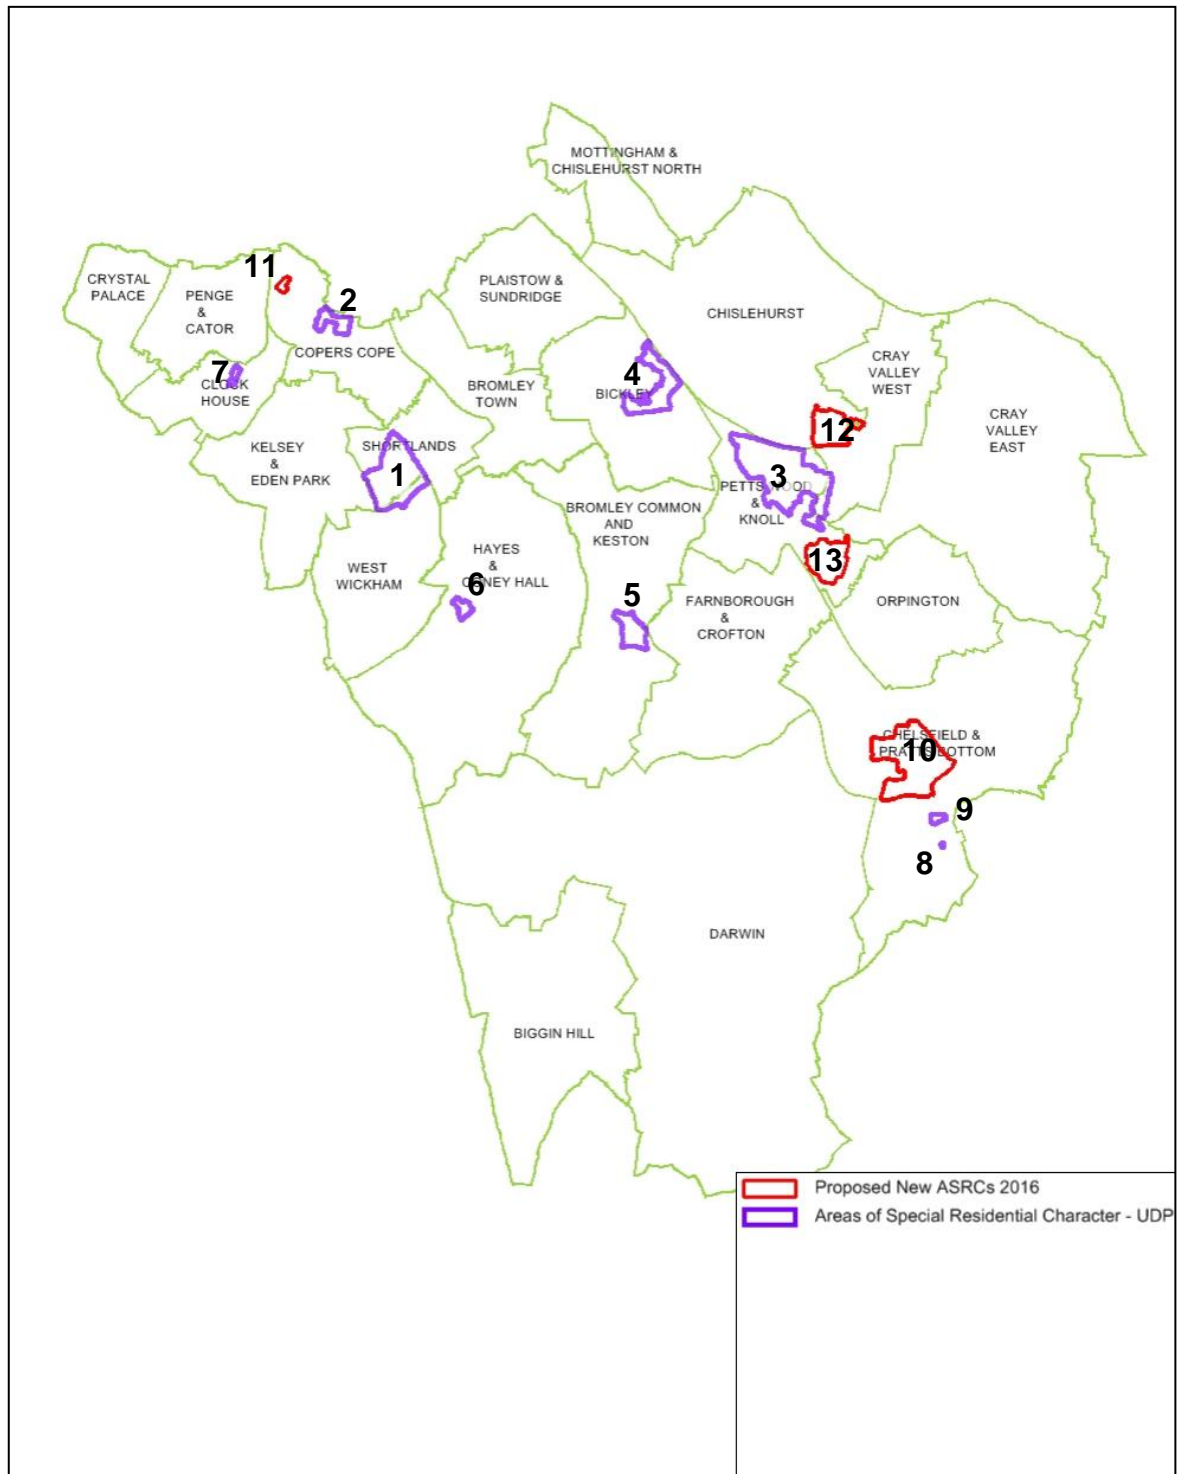 MOTTINGHAM &
CHISLEHURST NORTH
11
CRYSTAL
PALACE
PENGE
&
CATOR
2
PLAISTOW &
SUNDRIDGE
CHISLEHURST
COPERS COPE
7
CLOCK
HOUSE
BROMLEY
TOWN
4
BICKLEY
CRAY
VALLEY
WEST
CRAY
VALLEY
EAST
12
KELSEY
&
EDEN PARK
SHORTLANDS
1
3
PETTS WOOD
&
KNOLL
BROMLEY COMMON
AND
KESTON
13
WEST
WICKHAM
HAYES
&
CONEY HALL
6
5
FARNBOROUGH
&
CROFTON
ORPINGTON
CHELSFIELD &
PRATTS BOTTOM
10
9
8
DARWIN
BIGGIN HILL
Proposed New ASRCs 2016
Areas of Special Residential Character - UDP